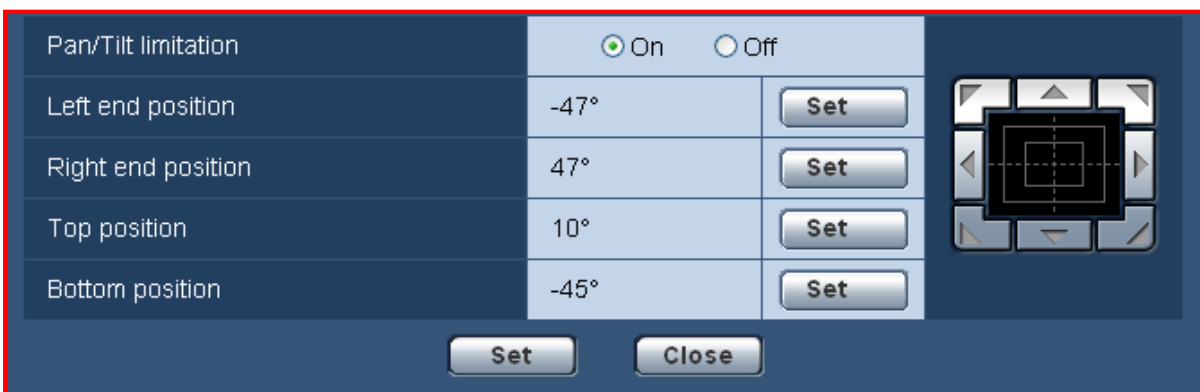 Pan/Tilt limitation On Off
Left end position -47° Set
Right end position 47° Set
Top position 10° Set
Bottom position -45° Set
Set Close